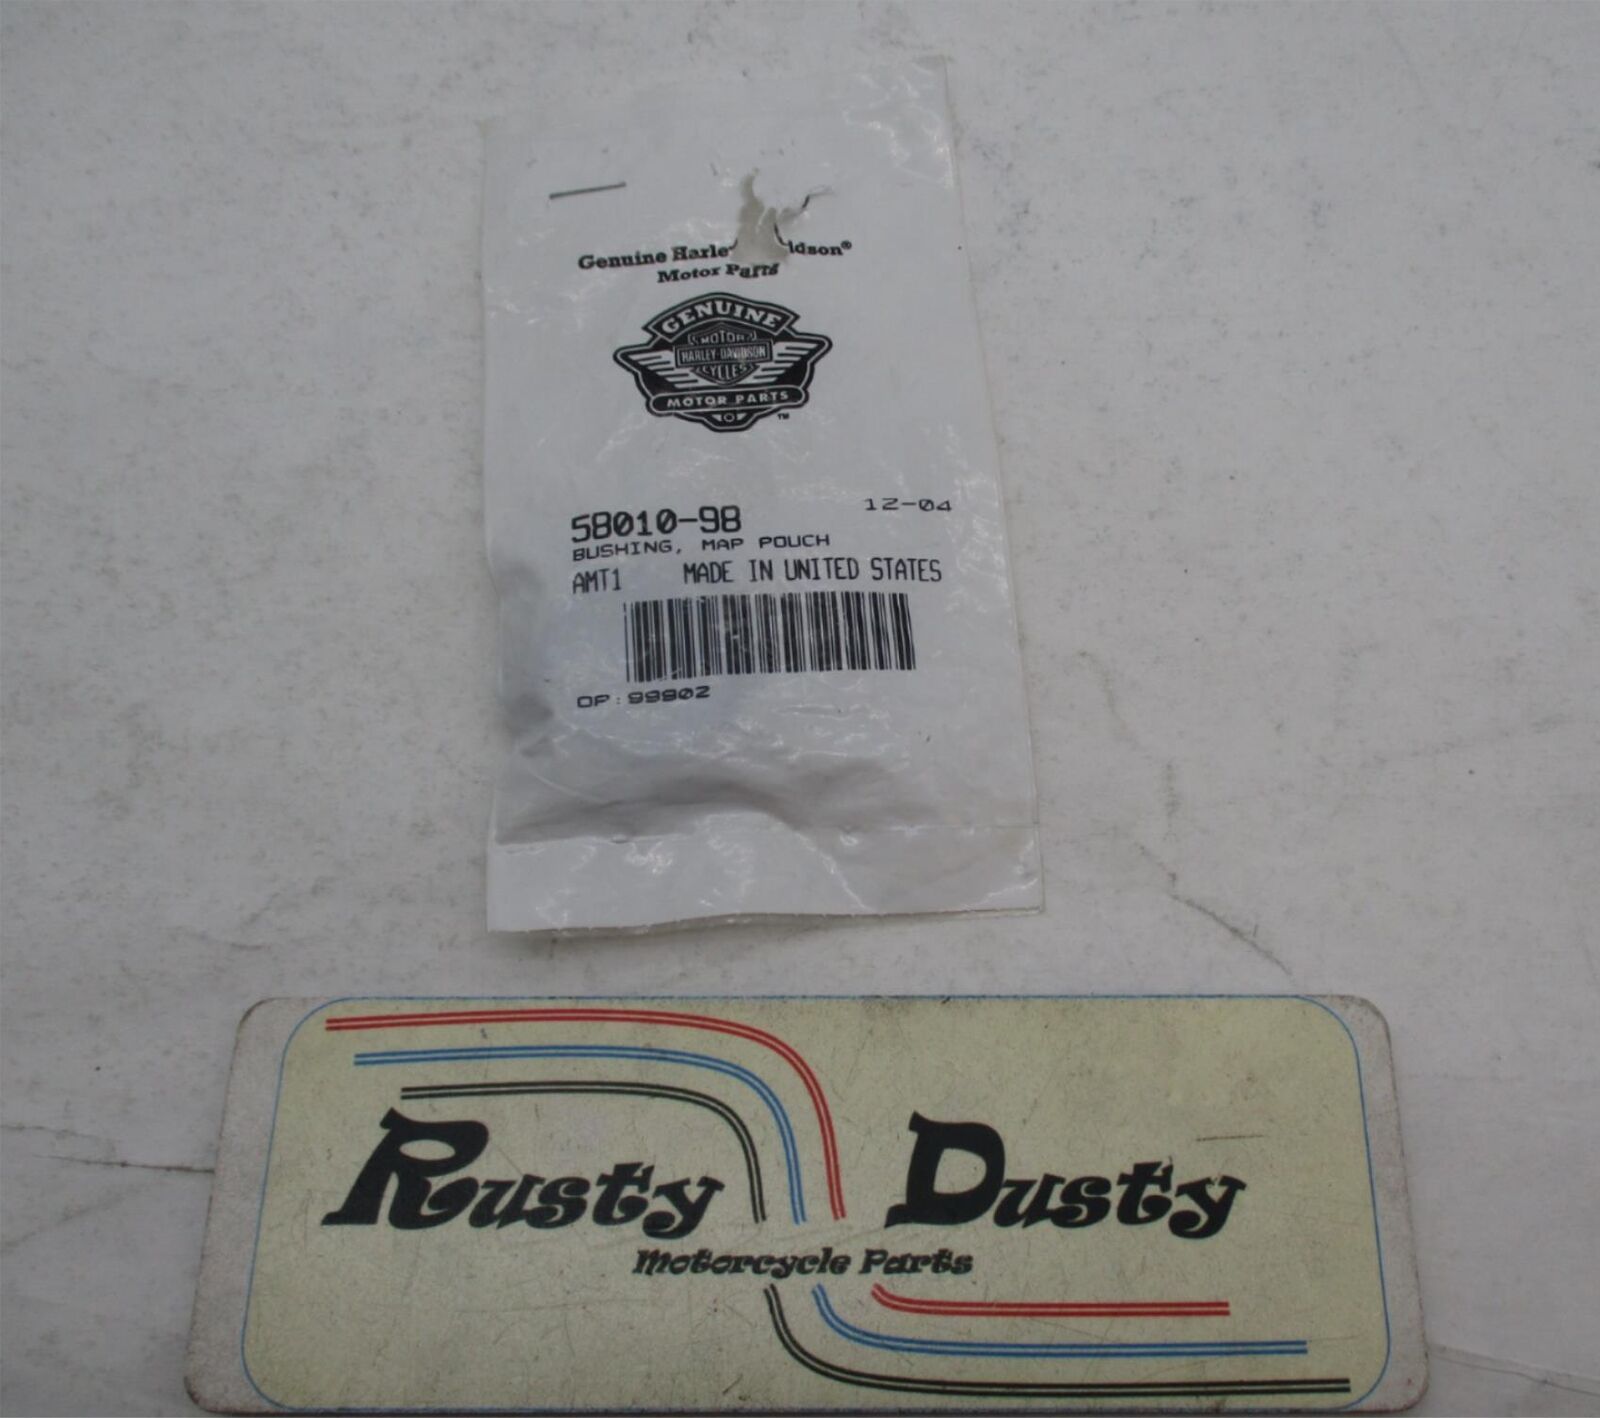 Genuine Harle idson®
Motor Parts
GENUINE
MOTOR
HARLEY-DAVIDSON
CYCLES
MOTOR PARTS
TM
58010-98 12-04
BUSHING, MAP POUCH
AMT1 MADE IN UNITED STATES
OP:99902
Rusty Dusty
Motorcycle Parts